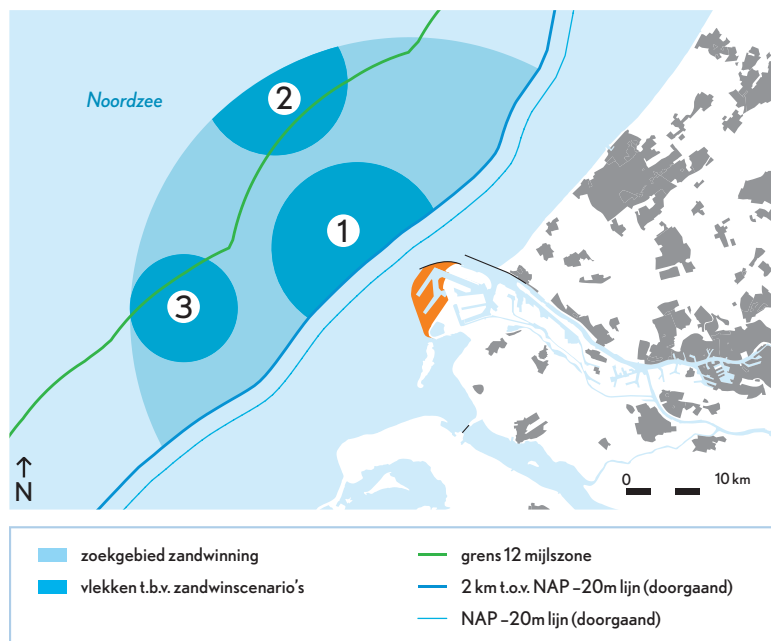 Noordzee
2
1
3
N
0 10 km
zoekgebied zandwinning
vlekken t.b.v. zandwinscenario's
grens 12 mijlszone
2 km t.o.v. NAP –20m lijn (doorgaand)
NAP –20m lijn (doorgaand)